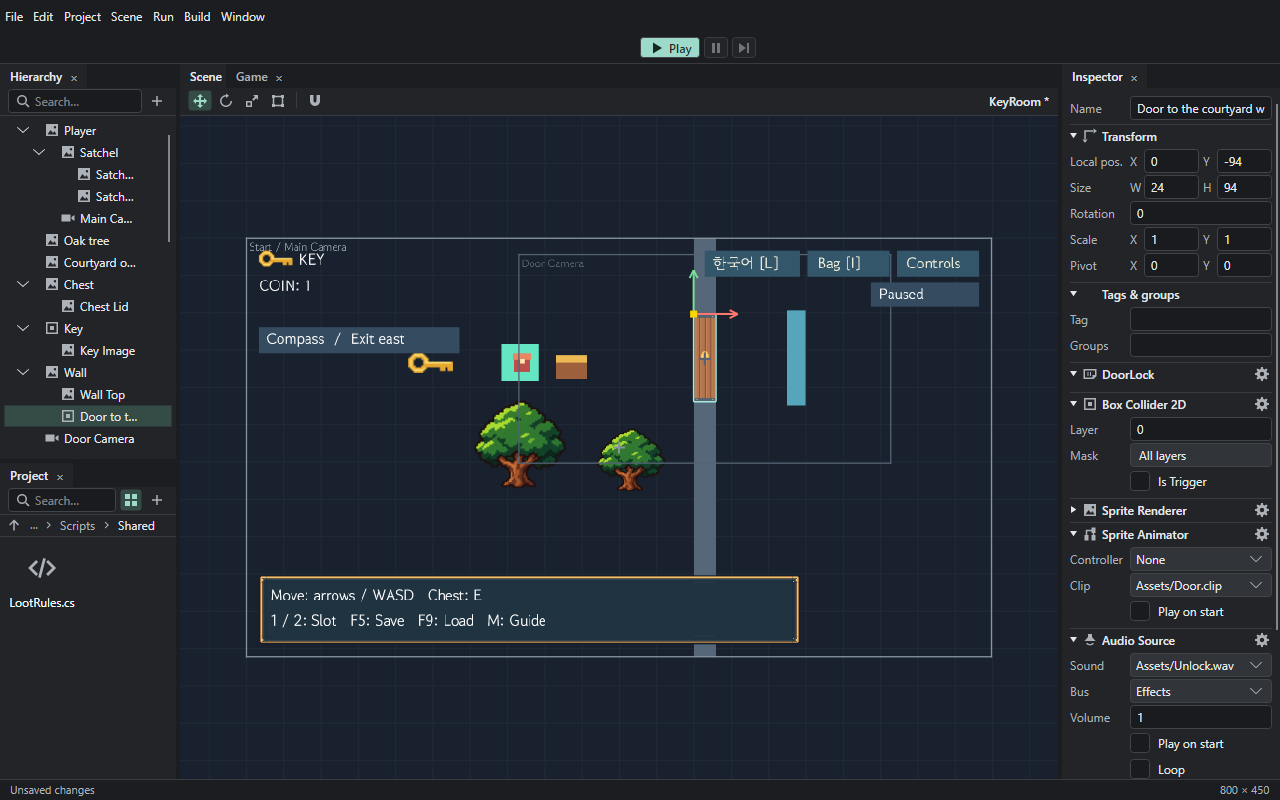 File Edit Project Scene Run Build Window
Play
Hierarchy ×
Search...
Player
Satchel
Satch...
Satch...
Main Ca...
Oak tree
Courtyard o...
Chest
Chest Lid
Key
Key Image
Wall
Wall Top
Door to t...
Door Camera
Project ×
Search...
... > Scripts > Shared
LootRules.cs
Scene Game ×
KeyRoom *
Start / Main Camera
KEY
COIN: 1
Door Camera
한국어 [L] Bag [I] Controls
Paused
Compass / Exit east
Move: arrows / WASD Chest: E
1 / 2: Slot F5: Save F9: Load M: Guide
Inspector ×
Name Door to the courtyard w
Transform
Local pos. X 0 Y -94
Size W 24 H 94
Rotation 0
Scale X 1 Y 1
Pivot X 0 Y 0
Tags & groups
Tag
Groups
DoorLock
Box Collider 2D
Layer 0
Mask All layers
Is Trigger
Sprite Renderer
Sprite Animator
Controller None
Clip Assets/Door.clip
Play on start
Audio Source
Sound Assets/Unlock.wav
Bus Effects
Volume 1
Play on start
Loop
Unsaved changes 800 × 450